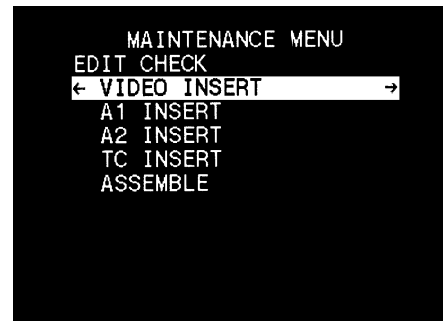 MAINTENANCE MENU
EDIT CHECK
← VIDEO INSERT →
A1 INSERT
A2 INSERT
TC INSERT
ASSEMBLE